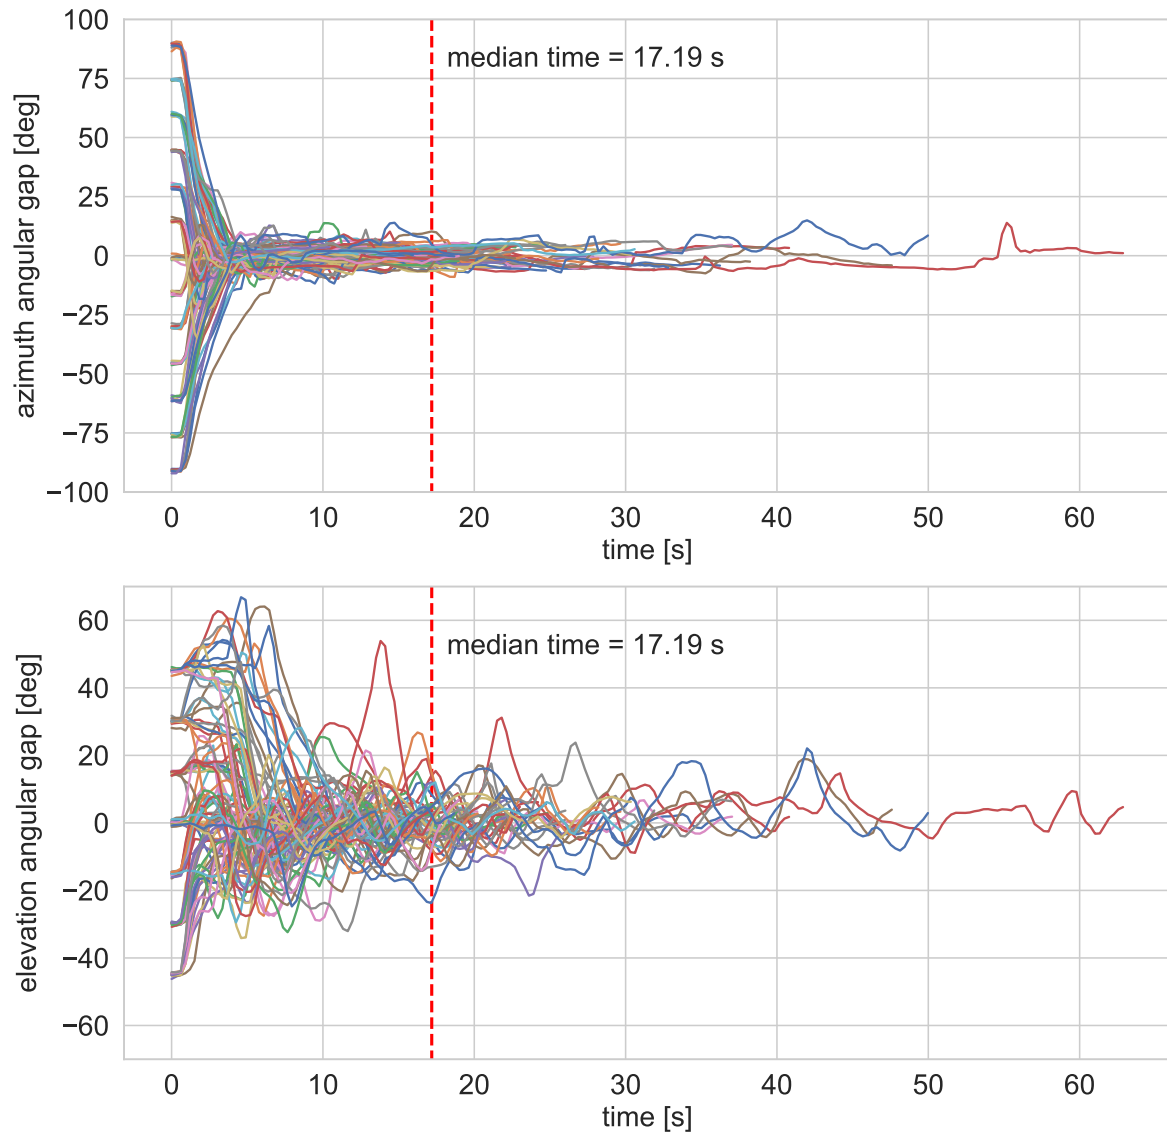 100
75
50
25
0
−25
−50
−75
−100
azimuth angular gap [deg]
median time = 17.19 s
0 10 20 30 40 50 60
time [s]
60
40
20
0
−20
−40
−60
elevation angular gap [deg]
median time = 17.19 s
0 10 20 30 40 50 60
time [s]